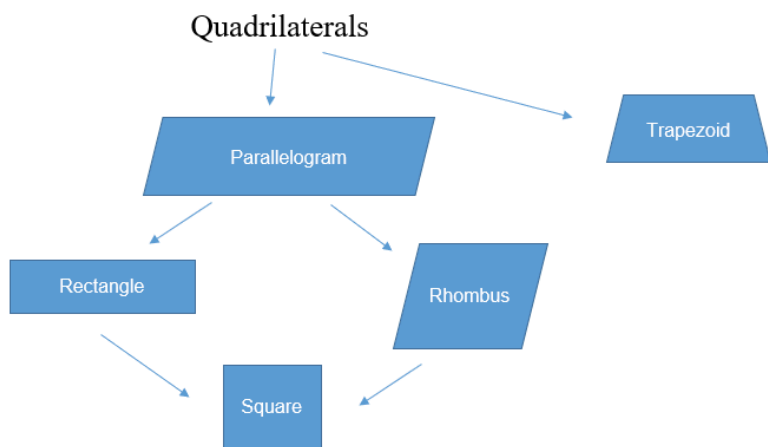 Quadrilaterals
Trapezoid
Parallelogram
Rectangle
Rhombus
Square